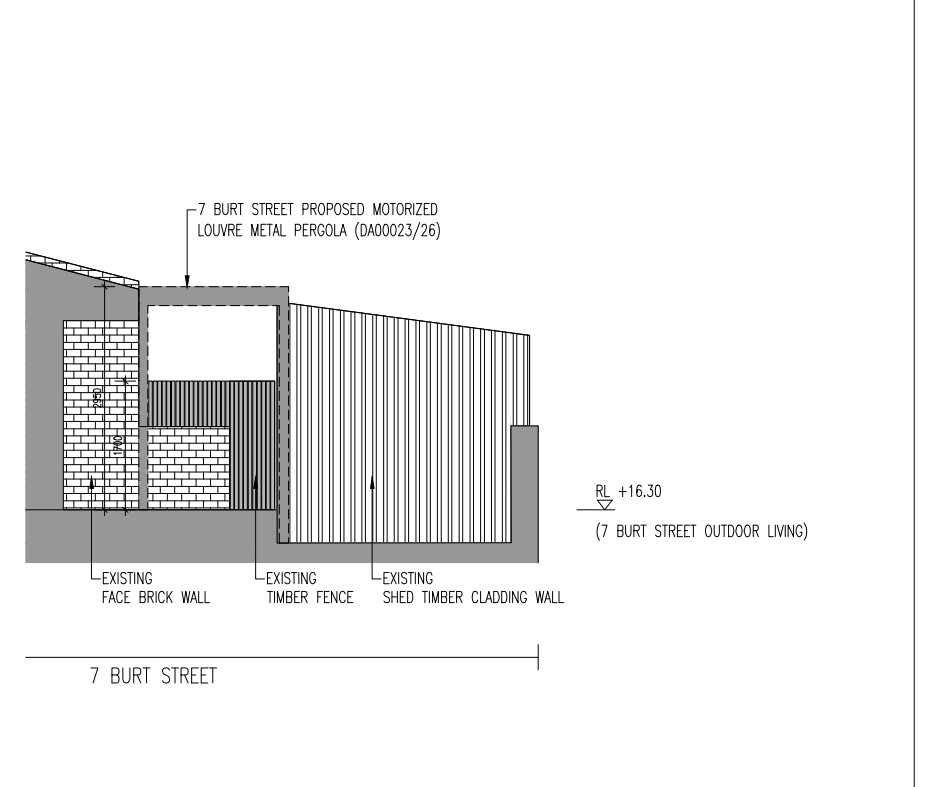 7 BURT STREET PROPOSED MOTORIZED
LOUVRE METAL PERGOLA (DA00023/26)
2950
1700
RL +16.30
(7 BURT STREET OUTDOOR LIVING)
EXISTING
FACE BRICK WALL
EXISTING
TIMBER FENCE
EXISTING
SHED TIMBER CLADDING WALL
7 BURT STREET